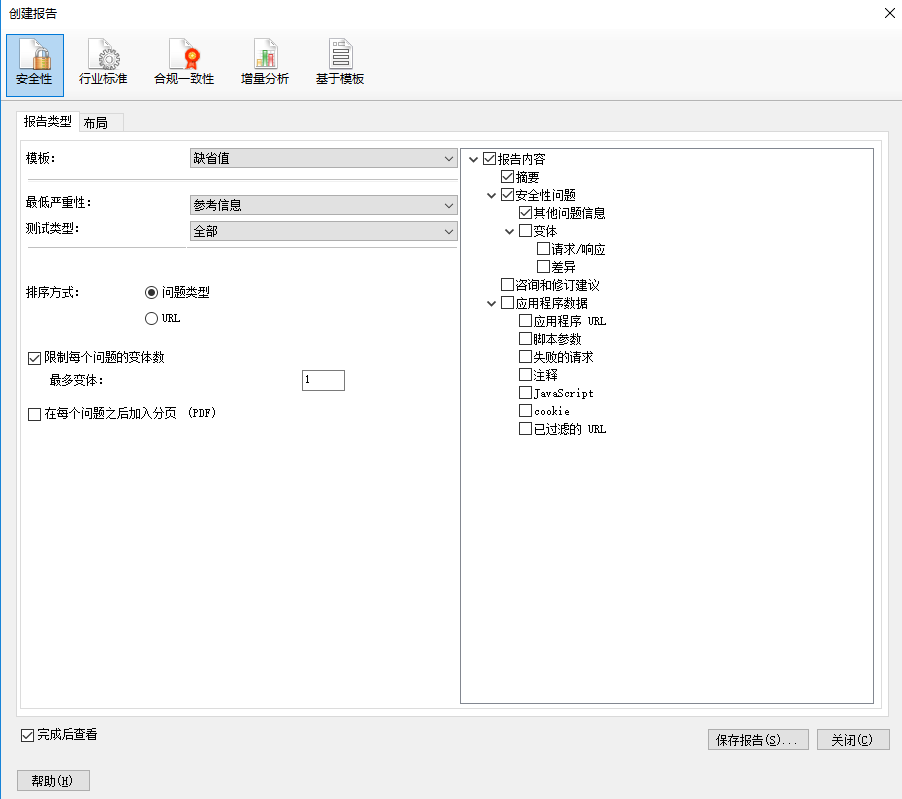 创建报告
安全性 行业标准 合规一致性 增量分析 基于模板
报告类型 布局
模板： 缺省值
最低严重性： 参考信息
测试类型： 全部
排序方式： 问题类型
URL
限制每个问题的变体数
最多变体： 1
在每个问题之后加入分页 （PDF）
报告内容
摘要
安全性问题
其他问题信息
变体
请求/响应
差异
咨询和修订建议
应用程序数据
应用程序 URL
脚本参数
失败的请求
注释
JavaScript
cookie
已过滤的 URL
完成后查看
保存报告(S)... 关闭(C)
帮助(H)